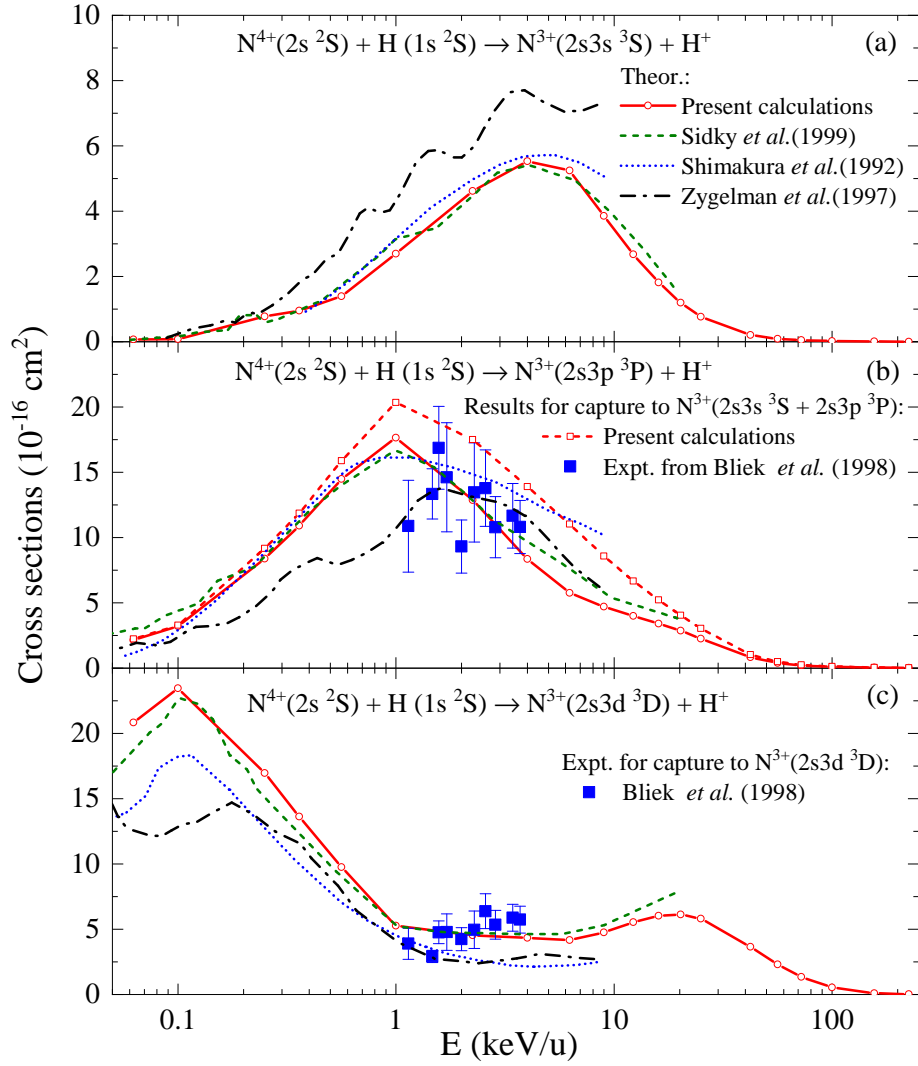 N⁴⁺(2s ²S) + H (1s ²S) → N³⁺(2s3s ³S) + H⁺ (a)
Theor.:
Present calculations
Sidky et al.(1999)
Shimakura et al.(1992)
Zygelman et al.(1997)
8
6
4
2
0
N⁴⁺(2s ²S) + H (1s ²S) → N³⁺(2s3p ³P) + H⁺ (b)
Results for capture to N³⁺(2s3s ³S + 2s3p ³P):
Present calculations
Expt. from Bliek et al. (1998)
20
15
10
5
0
Cross sections (10⁻¹⁶ cm²)
N⁴⁺(2s ²S) + H (1s ²S) → N³⁺(2s3d ³D) + H⁺ (c)
Expt. for capture to N³⁺(2s3d ³D):
Bliek et al. (1998)
20
15
10
5
0
0.1 1 10 100
E (keV/u)